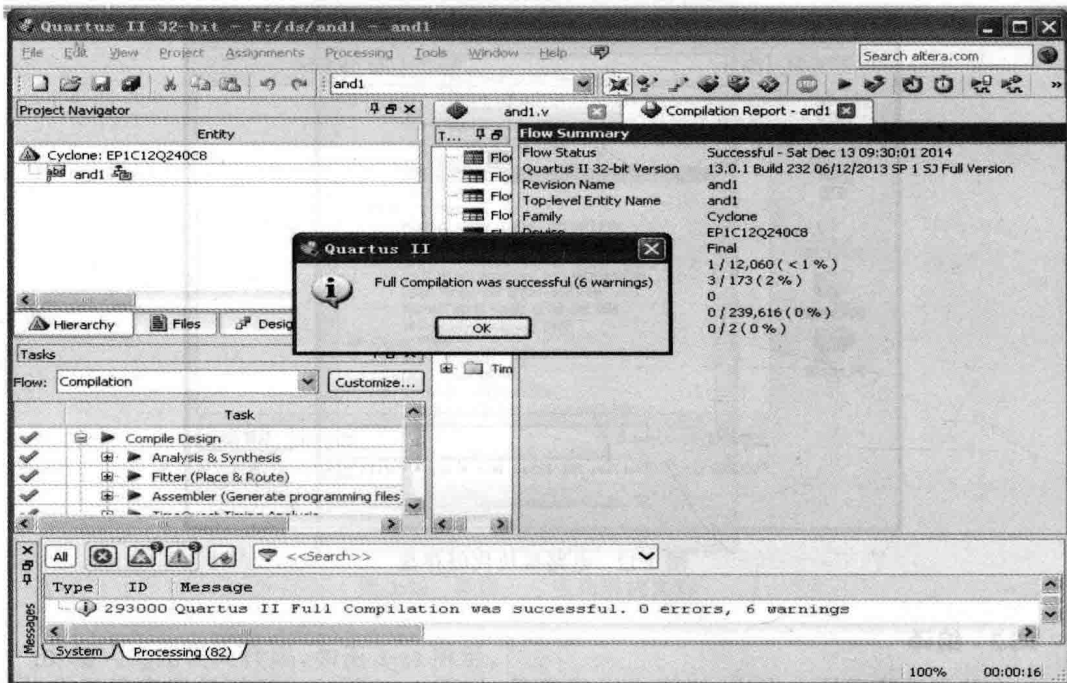 Quartus II 32-bit - F:/ds/and1 - and1
File Edit View Project Assignments Processing Tools Window Help
Search altera.com
and1
Project Navigator
and1.v
Compilation Report - and1
Entity
Cyclone: EP1C12Q240C8
and1
T...
Flow Summary
Flow Status Successful - Sat Dec 13 09:30:01 2014
Quartus II 32-bit Version 13.0.1 Build 232 06/12/2013 SP 1 SJ Full Version
Revision Name and1
Top-level Entity Name and1
Family Cyclone
EP1C12Q240C8
Final
1 / 12,060 ( < 1 % )
3 / 173 ( 2 % )
0
0 / 239,616 ( 0 % )
0 / 2 ( 0 % )
Flo
Flo
Flo
Flo
Tim
Quartus II
Full Compilation was successful (6 warnings)
OK
Hierarchy Files Desig
Tasks
Flow: Compilation Customize...
Task
Compile Design
Analysis & Synthesis
Fitter (Place & Route)
Assembler (Generate programming files
All <<Search>>
Type ID Message
293000 Quartus II Full Compilation was successful. 0 errors, 6 warnings
Messages
System Processing (82)
100% 00:00:16